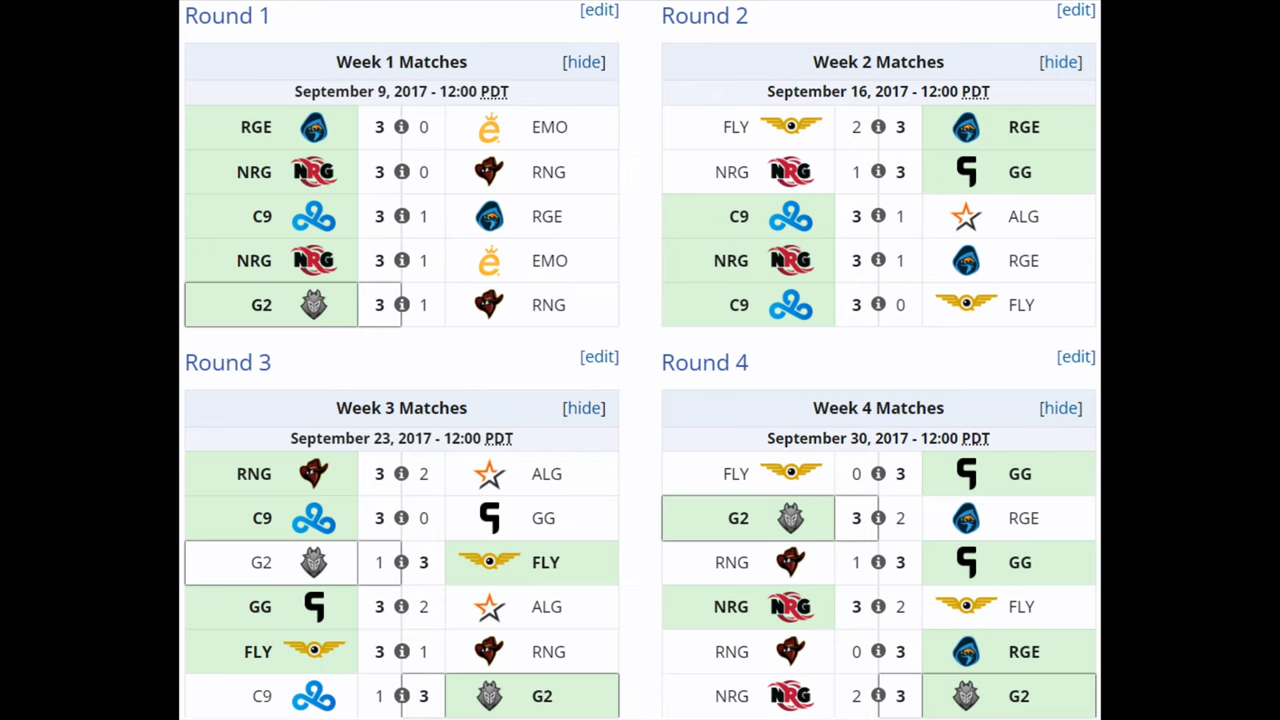 Round 1 [edit]
Week 1 Matches [hide]
September 9, 2017 - 12:00 PDT
RGE 3 0 EMO
NRG 3 0 RNG
C9 3 1 RGE
NRG 3 1 EMO
G2 3 1 RNG
Round 2 [edit]
Week 2 Matches [hide]
September 16, 2017 - 12:00 PDT
FLY 2 3 RGE
NRG 1 3 GG
C9 3 1 ALG
NRG 3 1 RGE
C9 3 0 FLY
Round 3 [edit]
Week 3 Matches [hide]
September 23, 2017 - 12:00 PDT
RNG 3 2 ALG
C9 3 0 GG
G2 1 3 FLY
GG 3 2 ALG
FLY 3 1 RNG
C9 1 3 G2
Round 4 [edit]
Week 4 Matches [hide]
September 30, 2017 - 12:00 PDT
FLY 0 3 GG
G2 3 2 RGE
RNG 1 3 GG
NRG 3 2 FLY
RNG 0 3 RGE
NRG 2 3 G2